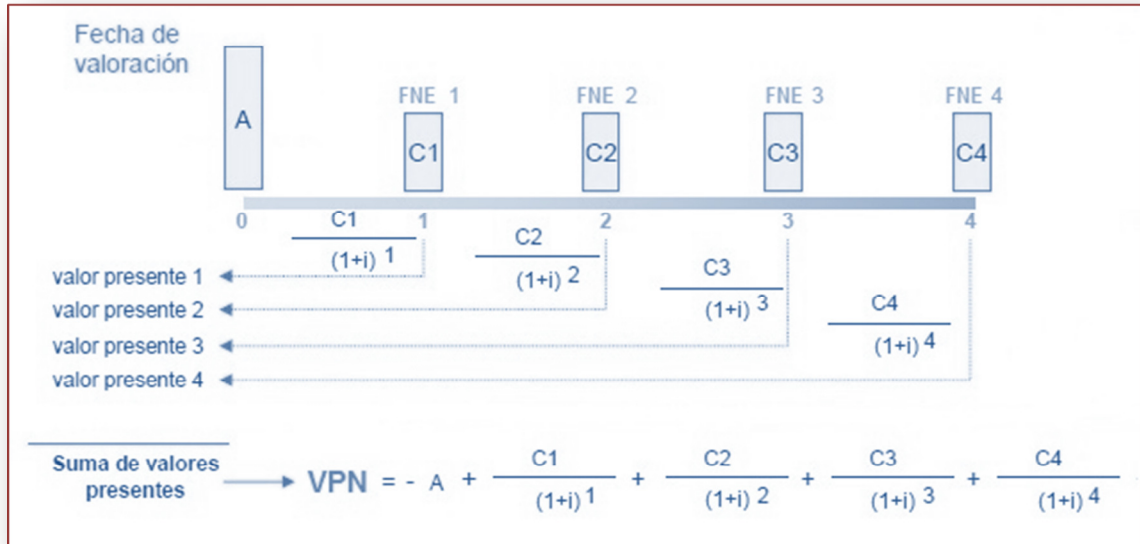 Fecha de
valoración
A
FNE 1
FNE 2
FNE 3
FNE 4
C1
C2
C3
C4
0
1
2
3
4
C1
(1+i) 1
C2
(1+i) 2
C3
(1+i) 3
C4
(1+i) 4
valor presente 1
valor presente 2
valor presente 3
valor presente 4
Suma de valores
presentes
VPN = - A + C1 / (1+i) 1 + C2 / (1+i) 2 + C3 / (1+i) 3 + C4 / (1+i) 4